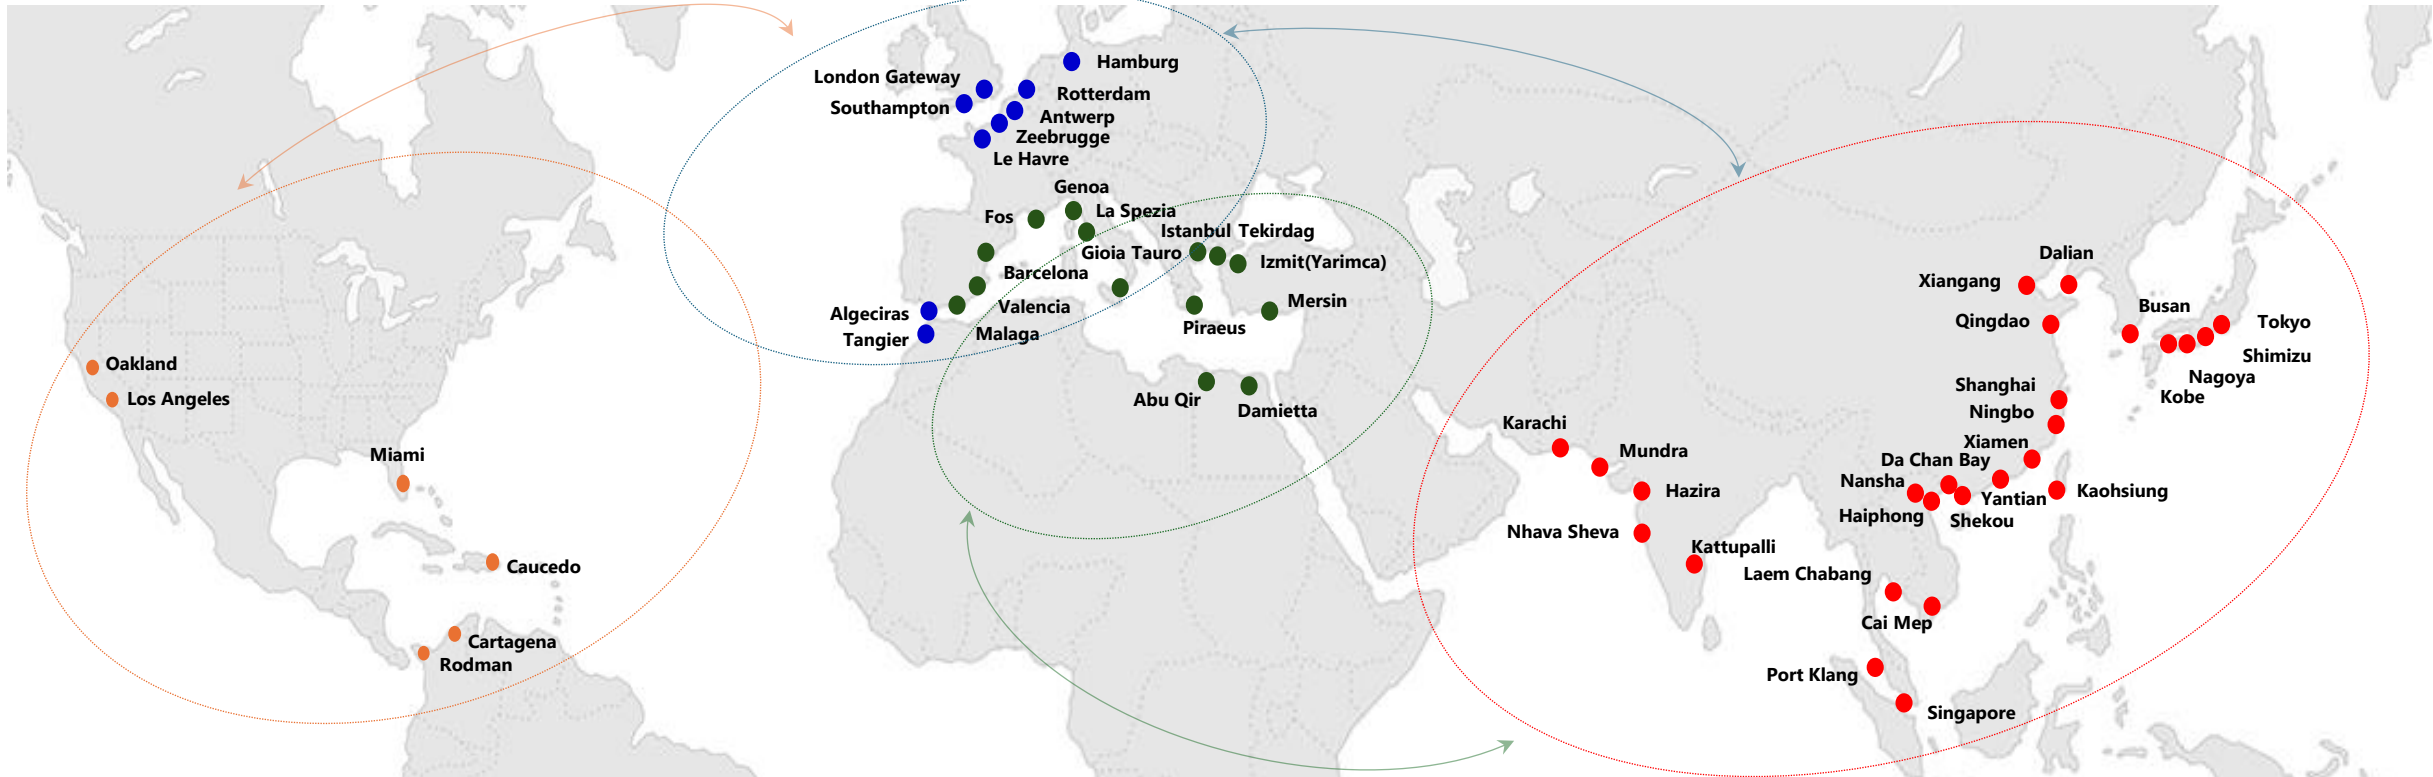 Oakland
Los Angeles
Miami
Caucedo
Cartagena
Rodman
Hamburg
London Gateway
Rotterdam
Southampton
Antwerp
Zeebrugge
Le Havre
Genoa
Fos
La Spezia
Istanbul Tekirdag
Gioia Tauro
Izmit(Yarimca)
Barcelona
Mersin
Algeciras
Valencia
Piraeus
Tangier
Malaga
Abu Qir
Damietta
Dalian
Xiangang
Busan
Qingdao
Tokyo
Shimizu
Nagoya
Kobe
Shanghai
Ningbo
Karachi
Xiamen
Mundra
Da Chan Bay
Nansha
Hazira
Yantian
Kaohsiung
Haiphong
Shekou
Nhava Sheva
Kattupalli
Laem Chabang
Cai Mep
Port Klang
Singapore